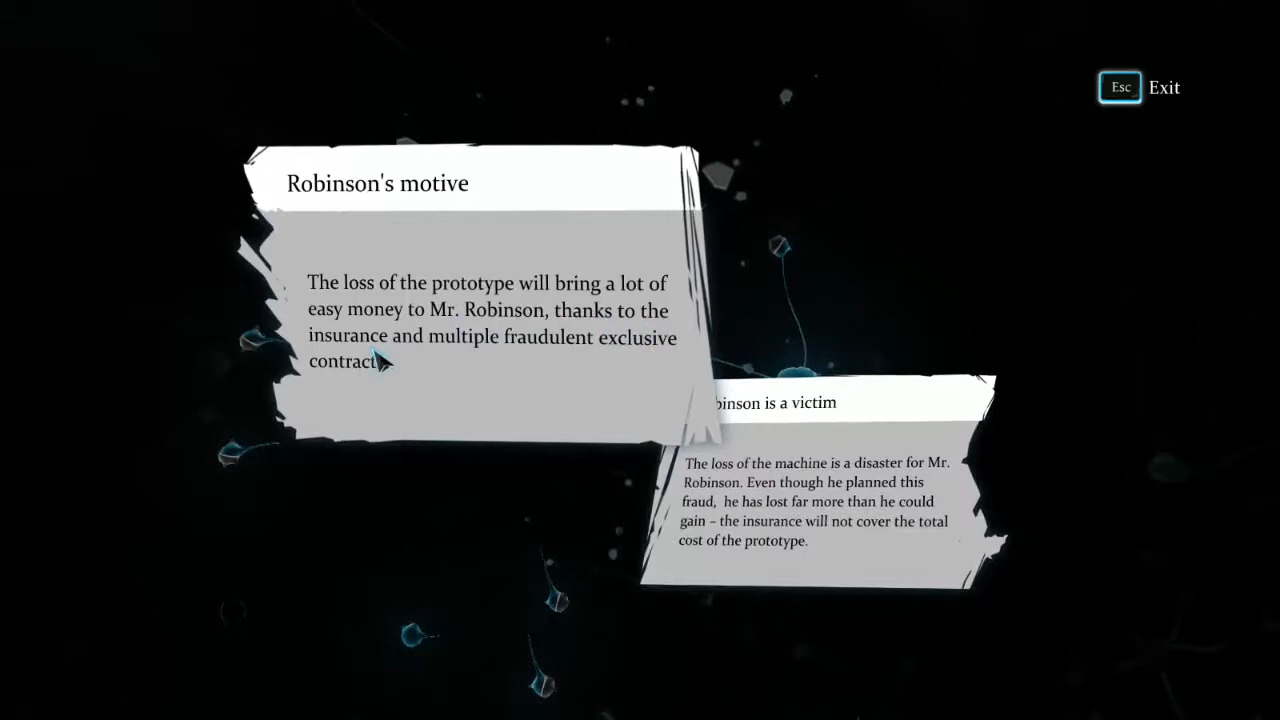 Esc Exit
Robinson's motive
The loss of the prototype will bring a lot of
easy money to Mr. Robinson, thanks to the
insurance and multiple fraudulent exclusive
contract
binson is a victim
The loss of the machine is a disaster for Mr.
Robinson. Even though he planned this
fraud, he has lost far more than he could
gain – the insurance will not cover the total
cost of the prototype.